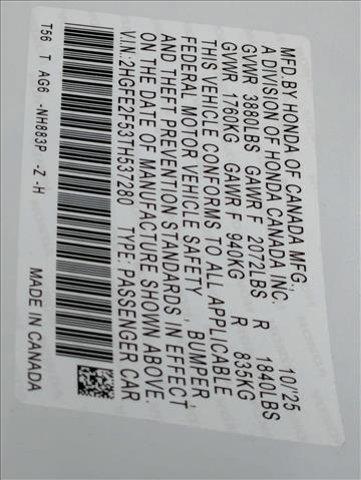 MFD. BY HONDA OF CANADA MFG., 10/25
A DIVISION OF HONDA CANADA INC.
GVWR 3880LBS GAWR F 2072LBS R 1840LBS
GVWR 1760KG GAWR F 940KG R 835KG
THIS VEHICLE CONFORMS TO ALL APPLICABLE
FEDERAL MOTOR VEHICLE SAFETY, BUMPER,
AND THEFT PREVENTION STANDARDS IN EFFECT
ON THE DATE OF MANUFACTURE SHOWN ABOVE.
V.I.N: 2HGFE2F53TH537280 TYPE: PASSENGER CAR
T56 T AG6 -NH883P -Z -H MADE IN CANADA